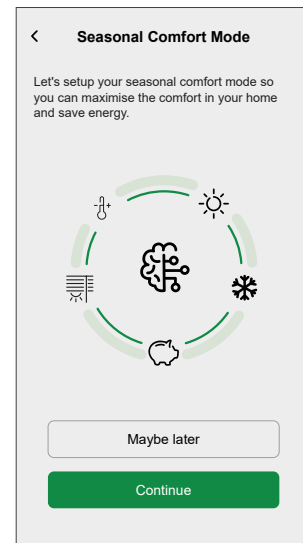 Seasonal Comfort Mode
Let's setup your seasonal comfort mode so
you can maximise the comfort in your home
and save energy.
Maybe later
Continue